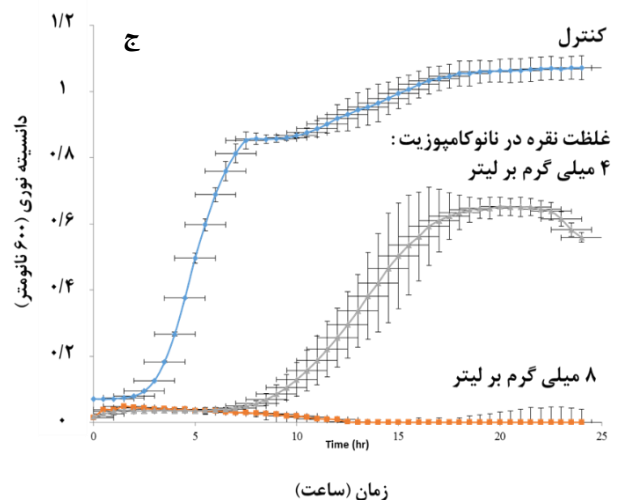 ج
کنترل
غلظت نقره در نانوکامپوزیت:
۴ میلی گرم بر لیتر
۸ میلی گرم بر لیتر
دانسیته نوری (۶۰۰ نانومتر)
۱/۲
۱
۰/۸
۰/۶
۰/۴
۰/۲
۰
0 5 10 15 20 25
Time (hr)
زمان (ساعت)